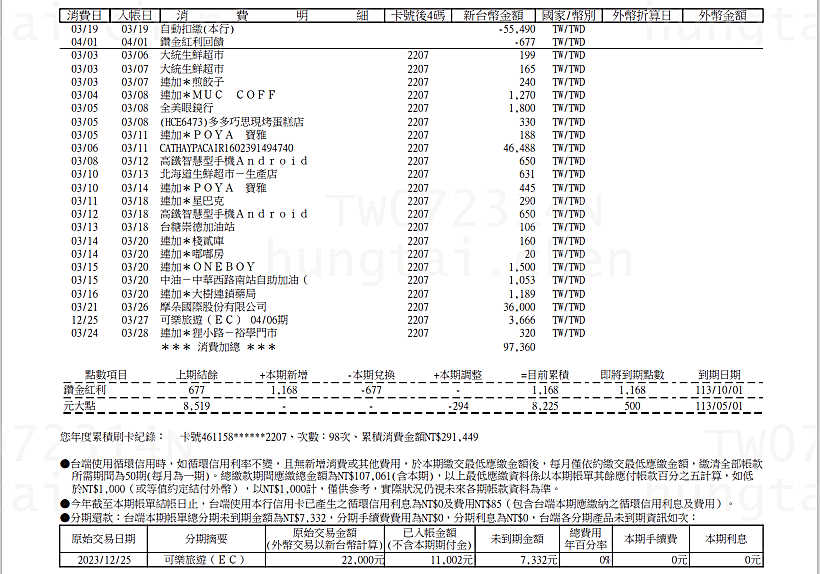 消費日 入帳日 消 費 明 細 卡號後4碼 新台幣金額 國家/幣別 外幣折算日 外幣金額
03/19 03/19 自動扣繳(本行) -55,490 TW/TWD
04/01 04/01 鑽金紅利回饋 -677 TW/TWD
03/03 03/06 大統生鮮超市 2207 199 TW/TWD
03/03 03/07 大統生鮮超市 2207 165 TW/TWD
03/03 03/07 連加*煎餃子 2207 240 TW/TWD
03/04 03/08 連加*MUC COFF 2207 1,270 TW/TWD
03/05 03/08 全美眼鏡行 2207 1,800 TW/TWD
03/05 03/08 (HCE6473)多多巧思現烤蛋糕店 2207 330 TW/TWD
03/05 03/11 連加*POYA 寶雅 2207 188 TW/TWD
03/06 03/11 CATHAYPACAIR1602391494740 2207 46,488 TW/TWD
03/08 03/12 高鐵智慧型手機Android 2207 650 TW/TWD
03/10 03/13 北海道生鮮超市-生產店 2207 631 TW/TWD
03/10 03/14 連加*POYA 寶雅 2207 445 TW/TWD
03/11 03/18 連加*星巴克 2207 290 TW/TWD
03/12 03/18 高鐵智慧型手機Android 2207 650 TW/TWD
03/13 03/18 台糖崇德加油站 2207 106 TW/TWD
03/14 03/20 連加*棧貳庫 2207 160 TW/TWD
03/14 03/20 連加*嘟嘟房 2207 20 TW/TWD
03/15 03/20 連加*ONEBOY 2207 1,500 TW/TWD
03/15 03/20 中油-中華西路南站自助加油( 2207 1,053 TW/TWD
03/16 03/20 連加*大樹連鎖藥局 2207 1,189 TW/TWD
03/21 03/26 摩朵國際股份有限公司 2207 36,000 TW/TWD
12/25 03/27 可樂旅遊(EC) 04/06期 2207 3,666 TW/TWD
03/24 03/28 連加*狸小路-裕學門市 2207 320 TW/TWD
*** 消費加總 *** 97,360
點數項目 上期結餘 +本期新增 -本期兌換 +本期調整 =目前累積 即將到期點數 到期日期
鑽金紅利 677 1,168 -677 - 1,168 1,168 113/10/01
元大點 8,519 - - -294 8,225 500 113/05/01
您年度累積刷卡紀錄: 卡號461158******2207、次數:98次、累積消費金額NT$291,449
●台端使用循環信用時,如循環信用利率不變,且無新增消費或其他費用,於本期繳交最低應繳金額後,每月僅依約繳交最低應繳金額,繳清全部帳款
所需期間為50期(每月為一期)。總繳款期間應繳總金額為NT$107,061(含本期),以上最低應繳資料係以本期帳單其餘應付帳款百分之五計算,如低
於NT$1,000(或等值約定結付外幣),以NT$1,000計,僅供參考,實際狀況仍視未來各期帳款資料為準。
●今年截至本期帳單結帳日止,台端使用本行信用卡已產生之循環信用利息為NT$0及費用NT$85(包含台端本期應繳納之循環信用利息及費用)。
●分期還款:台端本期帳單總分期未到期金額為NT$7,332,分期手續費費用為NT$0,分期利息為NT$0,台端各分期產品未到期資訊如次:
原始交易日期 分期摘要 原始交易金額 已入帳金額 未到期金額 總費用 本期手續費 本期利息
(外幣交易以新台幣計算) (不含本期期付金) 年百分率
2023/12/25 可樂旅遊(EC) 22,000元 11,002元 7,332元 0% 0元 0元